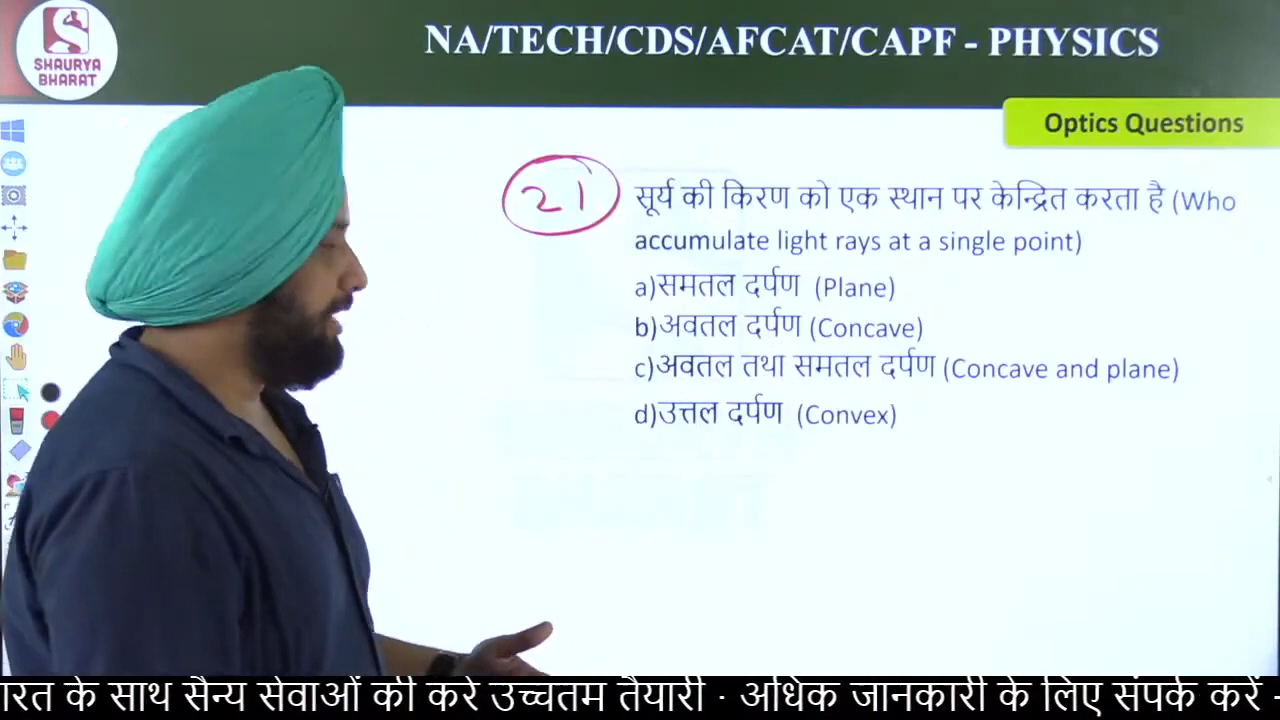 SHAURYA
BHARAT
NA/TECH/CDS/AFCAT/CAPF - PHYSICS
Optics Questions
21
सूर्य की किरण को एक स्थान पर केन्द्रित करता है (Who
accumulate light rays at a single point)
a)समतल दर्पण (Plane)
b)अवतल दर्पण (Concave)
c)अवतल तथा समतल दर्पण (Concave and plane)
d)उत्तल दर्पण (Convex)
रत के साथ सैन्य सेवाओं की करे उच्चतम तैयारी · अधिक जानकारी के लिए संपर्क करें -